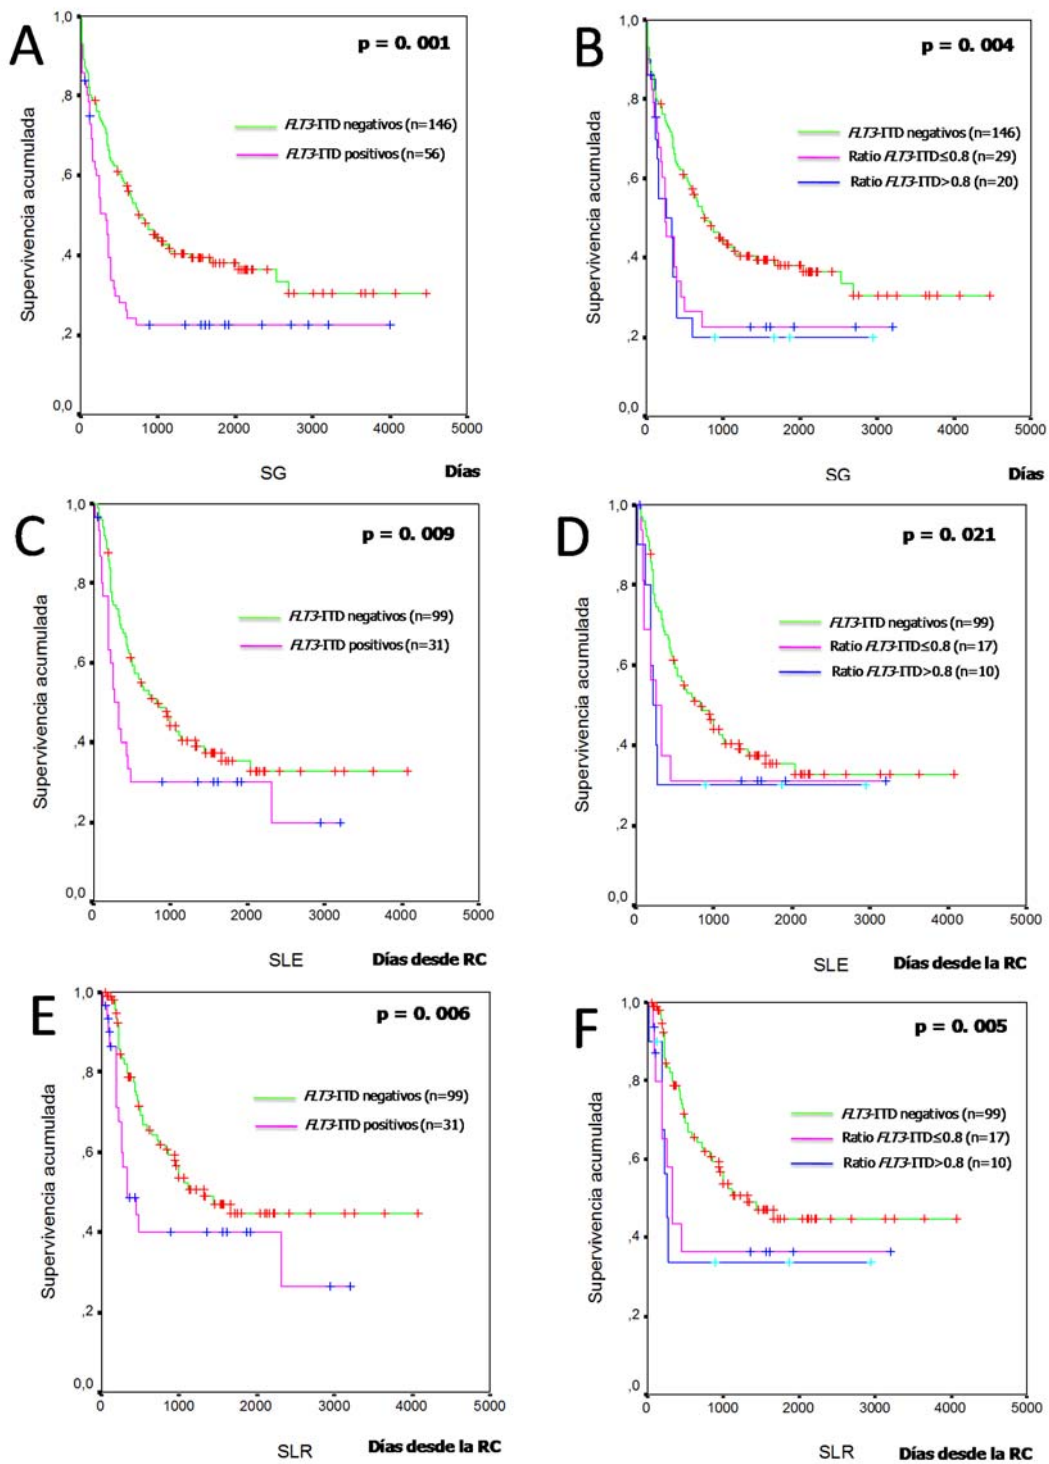 A
p = 0. 001
FLT3-ITD negativos (n=146)
FLT3-ITD positivos (n=56)
Supervivencia acumulada
1,0
,8
,6
,4
,2
0,0
0 1000 2000 3000 4000 5000
SG Días
B
p = 0. 004
FLT3-ITD negativos (n=146)
Ratio FLT3-ITD≤0.8 (n=29)
Ratio FLT3-ITD>0.8 (n=20)
Supervivencia acumulada
1,0
,8
,6
,4
,2
0,0
0 1000 2000 3000 4000 5000
SG Días
C
p = 0. 009
FLT3-ITD negativos (n=99)
FLT3-ITD positivos (n=31)
Supervivencia acumulada
1,0
,8
,6
,4
,2
0,0
0 1000 2000 3000 4000 5000
SLE Días desde RC
D
p = 0. 021
FLT3-ITD negativos (n=99)
Ratio FLT3-ITD≤0.8 (n=17)
Ratio FLT3-ITD>0.8 (n=10)
Supervivencia acumulada
1,0
,8
,6
,4
,2
0,0
0 1000 2000 3000 4000 5000
SLE Días desde la RC
E
p = 0. 006
FLT3-ITD negativos (n=99)
FLT3-ITD positivos (n=31)
Supervivencia acumulada
1,0
,8
,6
,4
,2
0,0
0 1000 2000 3000 4000 5000
SLR Días desde la RC
F
p = 0. 005
FLT3-ITD negativos (n=99)
Ratio FLT3-ITD≤0.8 (n=17)
Ratio FLT3-ITD>0.8 (n=10)
Supervivencia acumulada
1,0
,8
,6
,4
,2
,0
0 1000 2000 3000 4000 5000
SLR Días desde la RC